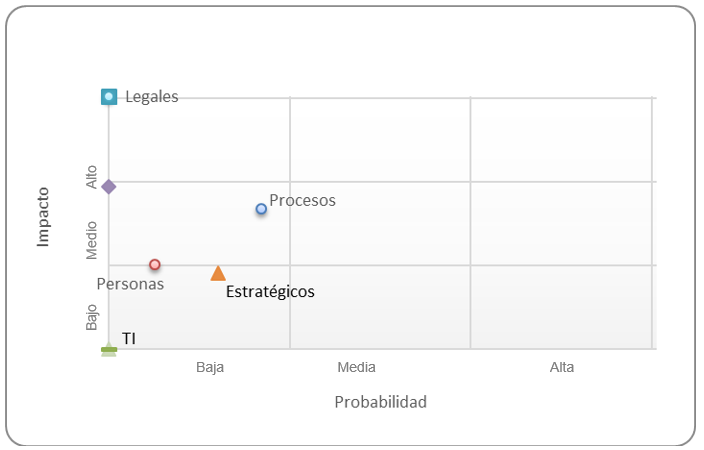 Legales
Alto
Procesos
Impacto
Medio
Personas
Estratégicos
Bajo
TI
Baja
Media
Alta
Probabilidad